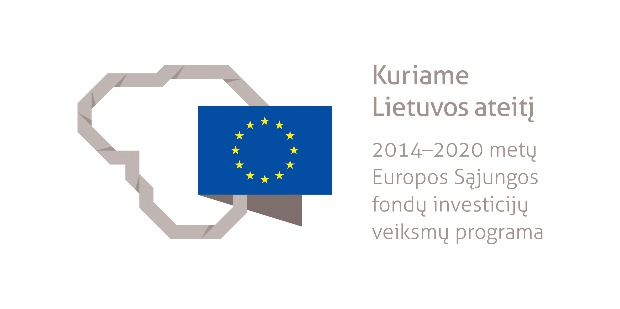 Kuriame
Lietuvos ateitį
2014–2020 metų
Europos Sąjungos
fondų investicijų
veiksmų programa